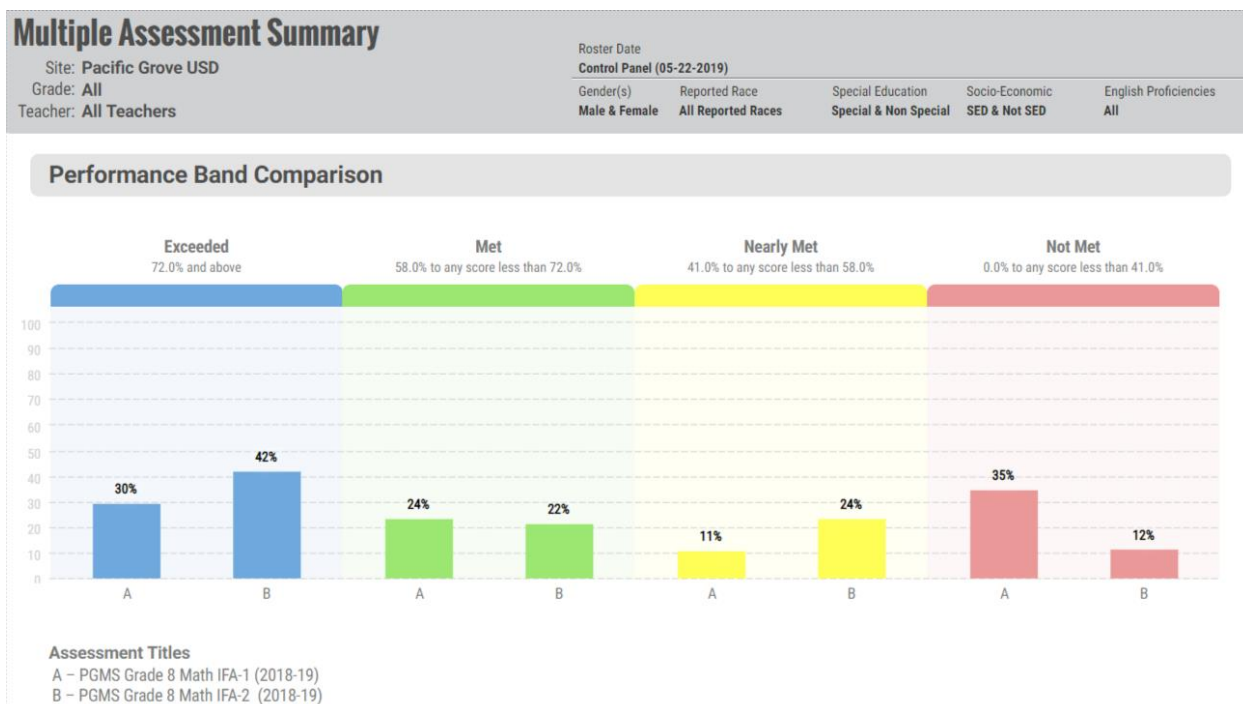 Multiple Assessment Summary
Site: Pacific Grove USD
Grade: All
Teacher: All Teachers
Roster Date
Control Panel (05-22-2019)
Gender(s) Reported Race Special Education Socio-Economic English Proficiencies
Male & Female All Reported Races Special & Non Special SED & Not SED All
Performance Band Comparison
Exceeded Met Nearly Met Not Met
72.0% and above 58.0% to any score less than 72.0% 41.0% to any score less than 58.0% 0.0% to any score less than 41.0%
100
90
80
70
60
50
40
30
20
10
0
30% 42% 24% 22% 11% 24% 35% 12%
A B A B A B A B
Assessment Titles
A – PGMS Grade 8 Math IFA-1 (2018-19)
B – PGMS Grade 8 Math IFA-2 (2018-19)